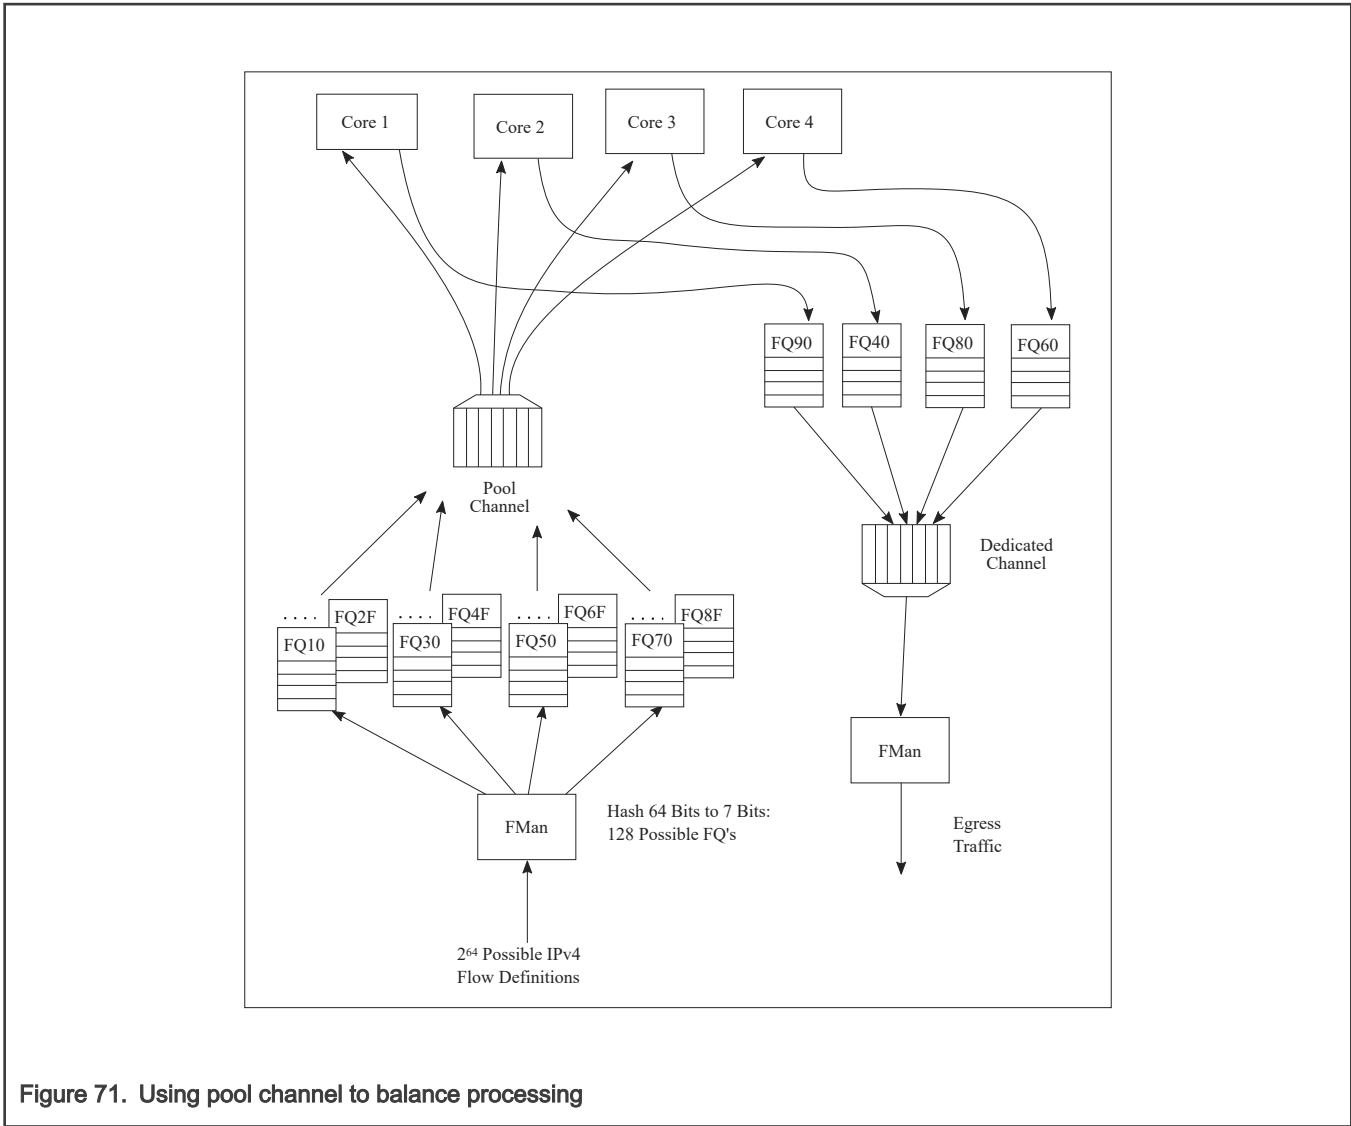 Core 1
Core 2
Core 3
Core 4
FQ90
FQ40
FQ80
FQ60
Pool
Channel
Dedicated
Channel
. . . .
FQ2F
. . . .
FQ4F
. . . .
FQ6F
. . . .
FQ8F
FQ10
FQ30
FQ50
FQ70
FMan
Hash 64 Bits to 7 Bits:
128 Possible FQ's
FMan
Egress
Traffic
2⁶⁴ Possible IPv4
Flow Definitions
Figure 71. Using pool channel to balance processing